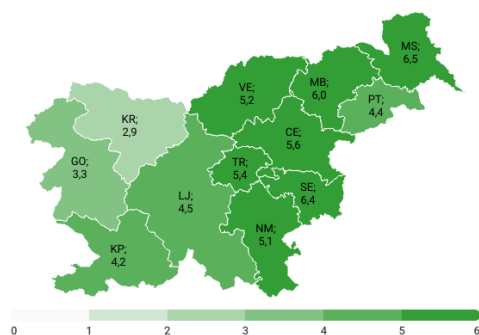 MS;
6,5
MB;
6,0
VE;
5,2
PT;
4,4
KR;
2,9
CE;
5,6
GO;
3,3
TR;
5,4
SE;
6,4
LJ;
4,5
NM;
5,1
KP;
4,2
0 1 2 3 4 5 6